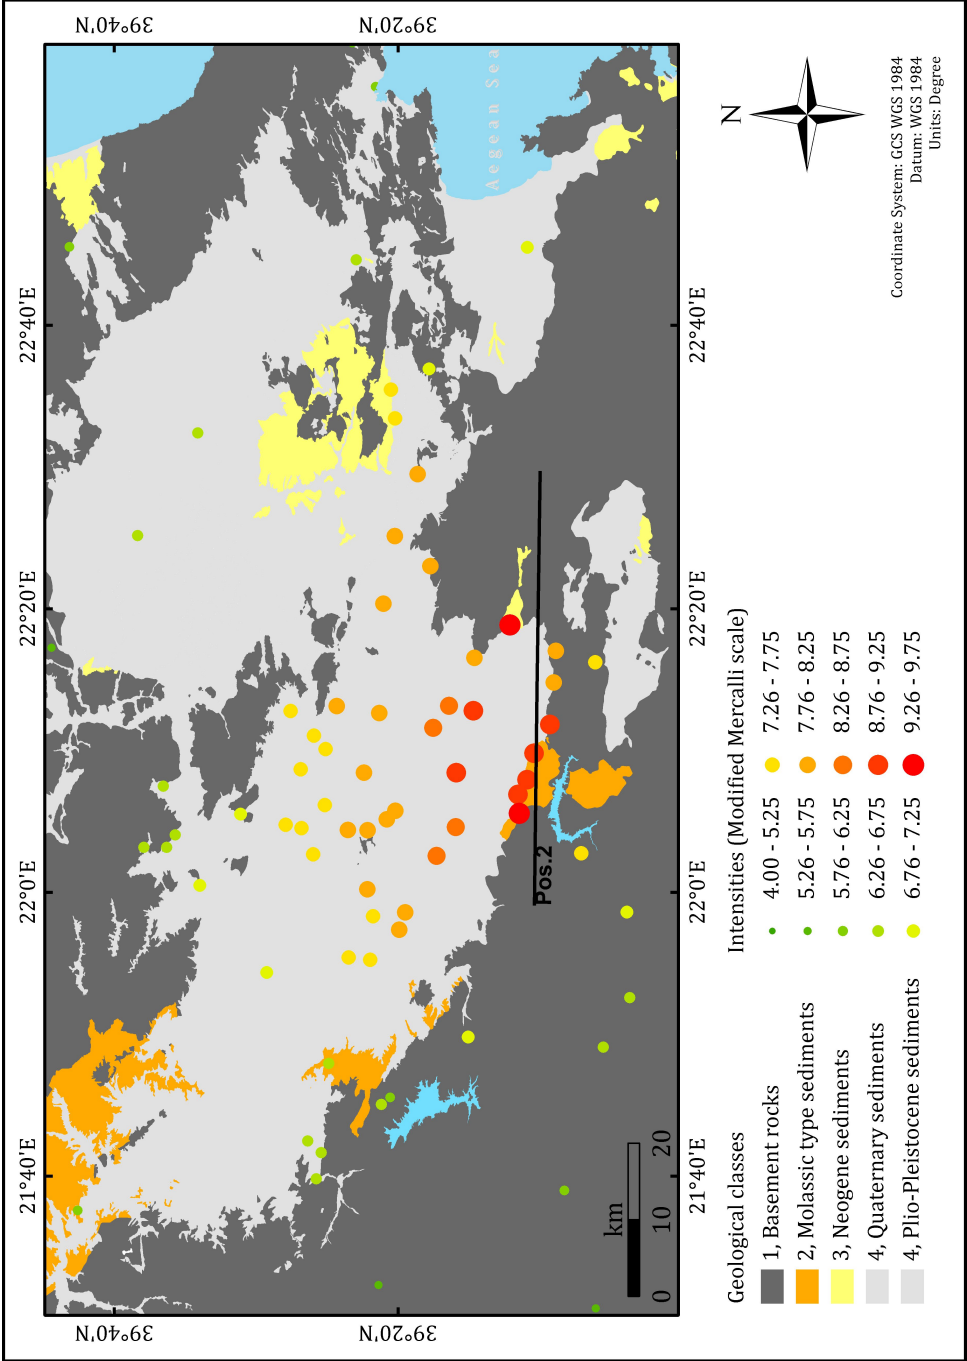 22°40'E
22°20'E
22°0'E
21°40'E
39°40'N
39°20'N
39°40'N
39°20'N
22°40'E
22°20'E
22°0'E
21°40'E
Aegean Sea
Pos.2
km
0 10 20
N
Coordinate System: GCS WGS 1984
Datum: WGS 1984
Units: Degree
Geological classes
1, Basement rocks
2, Molassic type sediments
3, Neogene sediments
4, Quaternary sediments
4, Plio-Pleistocene sediments
Intensities (Modified Mercalli scale)
4.00 - 5.25
5.26 - 5.75
5.76 - 6.25
6.26 - 6.75
6.76 - 7.25
7.26 - 7.75
7.76 - 8.25
8.26 - 8.75
8.76 - 9.25
9.26 - 9.75